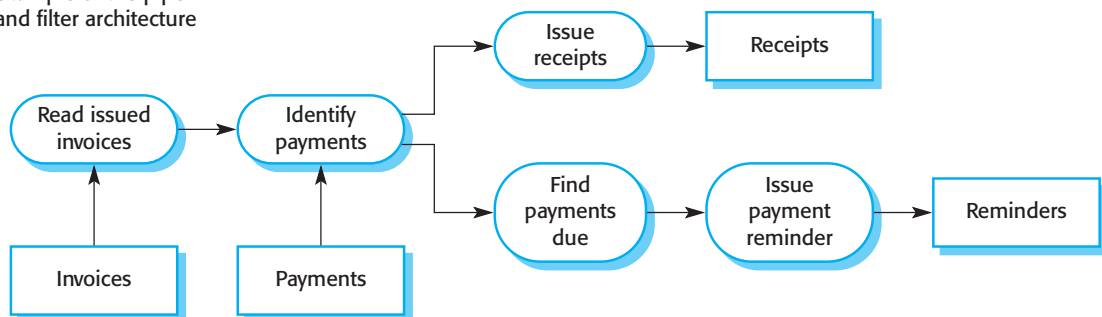 and filter architecture
Issue
receipts
Receipts
Read issued
invoices
Identify
payments
Find
payments
due
Issue
payment
reminder
Reminders
Invoices
Payments